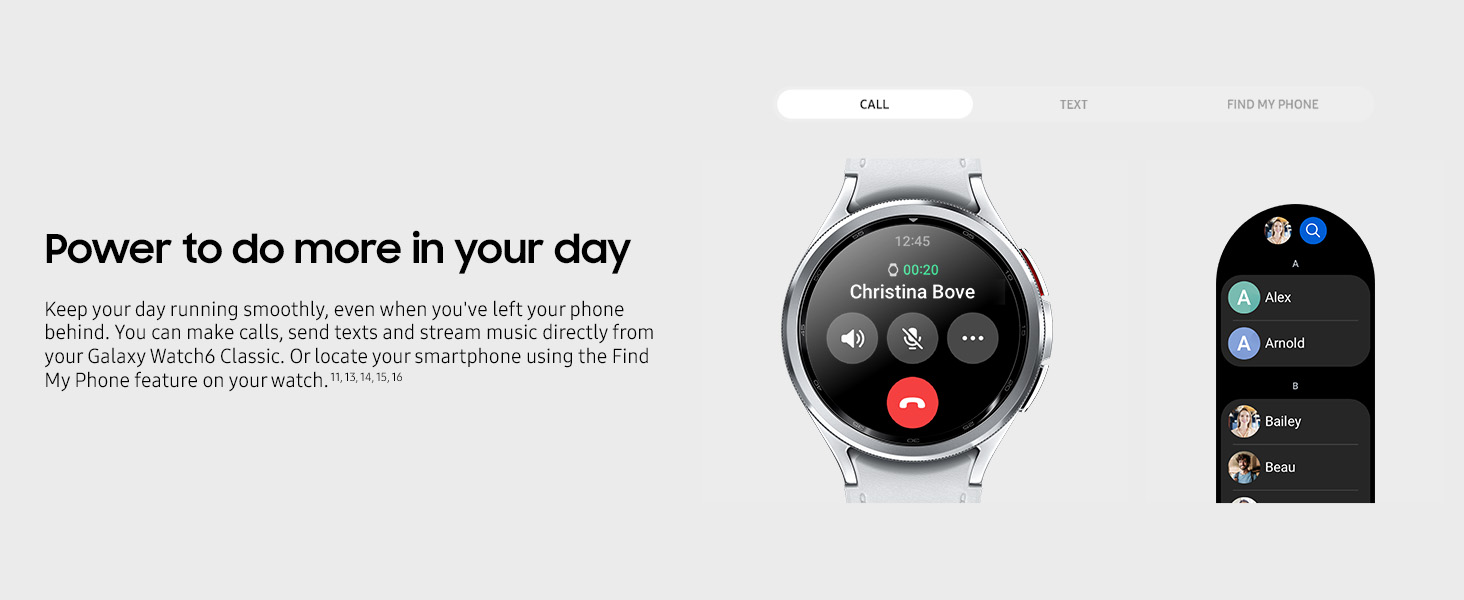 CALL
TEXT
FIND MY PHONE
Power to do more in your day
Keep your day running smoothly, even when you've left your phone
behind. You can make calls, send texts and stream music directly from
your Galaxy Watch6 Classic. Or locate your smartphone using the Find
My Phone feature on your watch. 11, 13, 14, 15, 16
12:45
00:20
Christina Bove
A
A Alex
A Arnold
B
Bailey
Beau